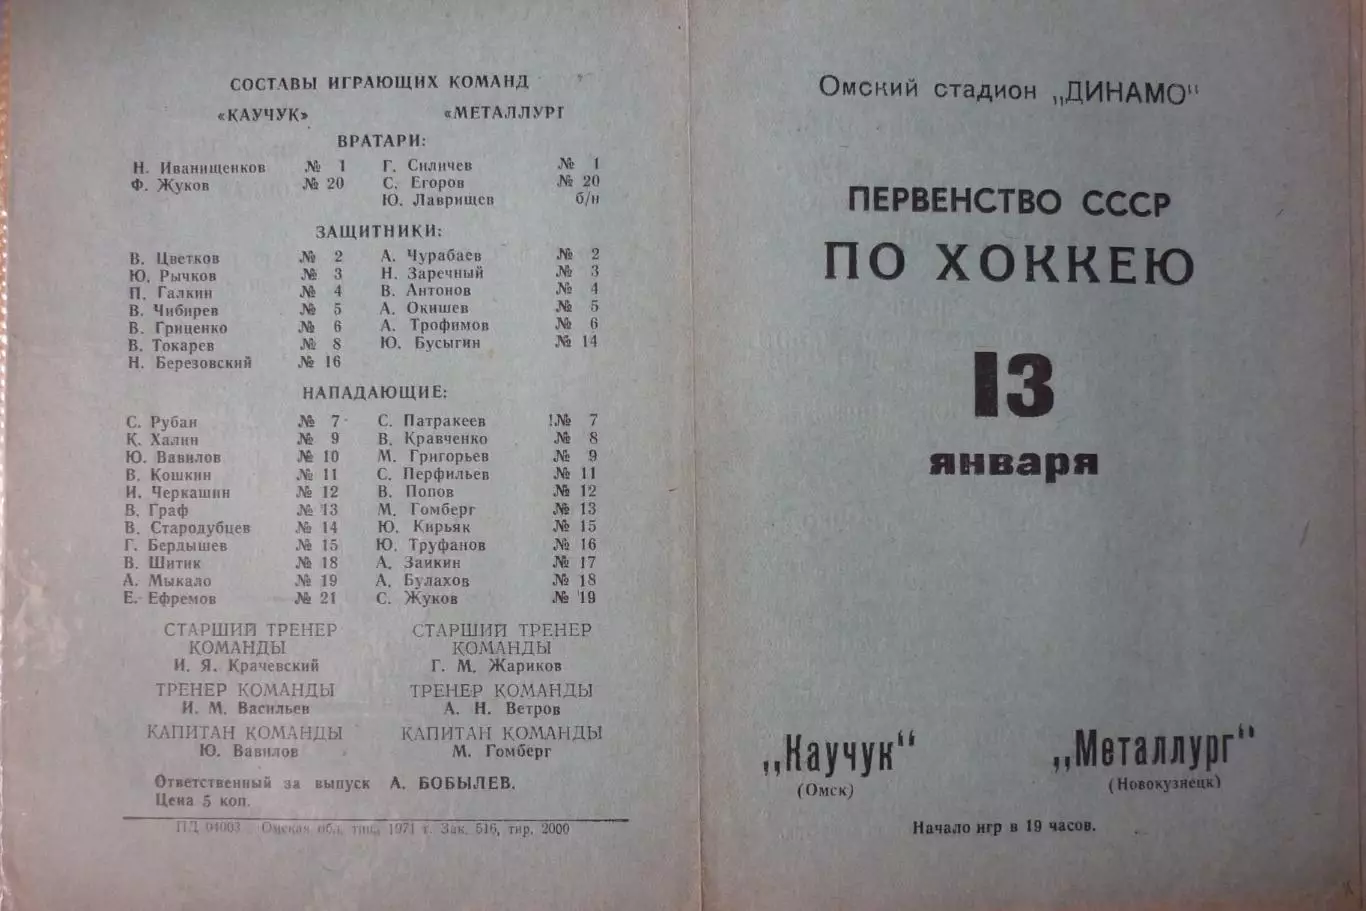 СОСТАВЫ ИГРАЮЩИХ КОМАНД
«КАУЧУК» «МЕТАЛЛУРГ
ВРАТАРИ:
Н. Иванищенков № 1 Г. Силичев № 1
Ф. Жуков № 20 С. Егоров № 20
Ю. Лаврищев б/н
ЗАЩИТНИКИ:
В. Цветков № 2 А. Чурабаев № 2
Ю. Рычков № 3 Н. Заречный № 3
П. Галкин № 4 В. Антонов № 4
В. Чибирев № 5 А. Окишев № 5
В. Гриценко № 6 А. Трофимов № 6
В. Токарев № 8 Ю. Бусыгин № 14
Н. Березовский № 16
НАПАДАЮЩИЕ:
С. Рубан № 7 С. Патракеев !№ 7
К. Халин № 9 В. Кравченко № 8
Ю. Вавилов № 10 М. Григорьев № 9
В. Кошкин № 11 С. Перфильев № 11
И. Черкашин № 12 В. Попов № 12
В. Граф № 13 М. Гомберг № 13
В. Стародубцев № 14 Ю. Кирьяк № 15
Г. Бердышев № 15 Ю. Труфанов № 16
В. Шитик № 18 А. Заикин № 17
А. Мыкало № 19 А. Булахов № 18
Е. Ефремов № 21 С. Жуков № 19
СТАРШИЙ ТРЕНЕР СТАРШИЙ ТРЕНЕР
КОМАНДЫ КОМАНДЫ
И. Я. Крачевский Г. М. Жариков
ТРЕНЕР КОМАНДЫ ТРЕНЕР КОМАНДЫ
И. М. Васильев А. Н. Ветров
КАПИТАН КОМАНДЫ КАПИТАН КОМАНДЫ
Ю. Вавилов М. Гомберг
Ответственный за выпуск А. БОБЫЛЕВ.
Цена 5 коп.
ПД 04003 Омская обл. тип. 1971 г. Зак. 516, тир. 2000
Омский стадион „ДИНАМО"
ПЕРВЕНСТВО СССР
ПО ХОККЕЮ
13
января
„Каучук" „Металлург"
(Омск) (Новокузнецк)
Начало игр в 19 часов.